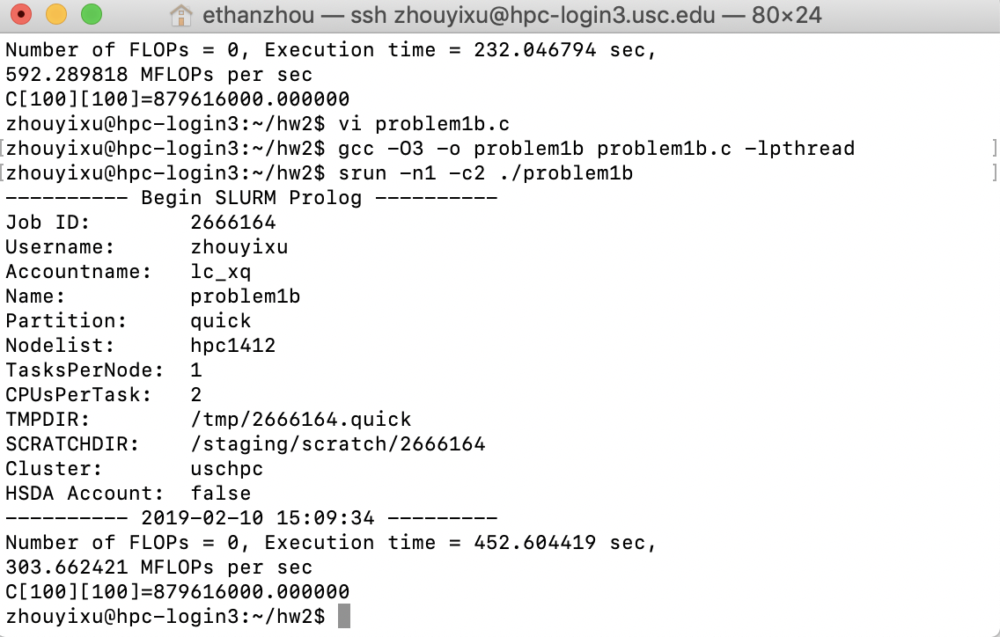 ethanzhou — ssh zhouyixu@hpc-login3.usc.edu — 80×24
Number of FLOPs = 0, Execution time = 232.046794 sec,
592.289818 MFLOPs per sec
C[100][100]=879616000.000000
zhouyixu@hpc-login3:~/hw2$ vi problem1b.c
[zhouyixu@hpc-login3:~/hw2$ gcc -O3 -o problem1b problem1b.c -lpthread ]
[zhouyixu@hpc-login3:~/hw2$ srun -n1 -c2 ./problem1b ]
---------- Begin SLURM Prolog ----------
Job ID:        2666164
Username:      zhouyixu
Accountname:   lc_xq
Name:          problem1b
Partition:     quick
Nodelist:      hpc1412
TasksPerNode:  1
CPUsPerTask:   2
TMPDIR:        /tmp/2666164.quick
SCRATCHDIR:    /staging/scratch/2666164
Cluster:       uschpc
HSDA Account:  false
---------- 2019-02-10 15:09:34 ---------
Number of FLOPs = 0, Execution time = 452.604419 sec,
303.662421 MFLOPs per sec
C[100][100]=879616000.000000
zhouyixu@hpc-login3:~/hw2$